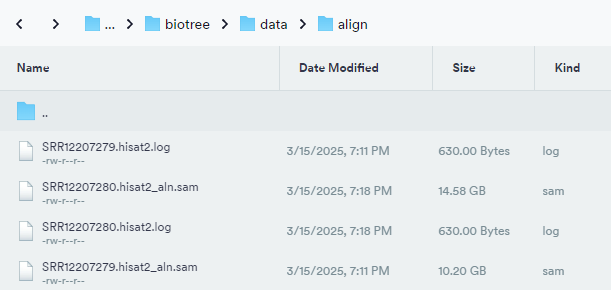 ... biotree data align
Name Date Modified Size Kind
..
SRR12207279.hisat2.log 3/15/2025, 7:11 PM 630.00 Bytes log
-rw-r--r--
SRR12207280.hisat2_aln.sam 3/15/2025, 7:18 PM 14.58 GB sam
-rw-r--r--
SRR12207280.hisat2.log 3/15/2025, 7:18 PM 630.00 Bytes log
-rw-r--r--
SRR12207279.hisat2_aln.sam 3/15/2025, 7:11 PM 10.20 GB sam
-rw-r--r--